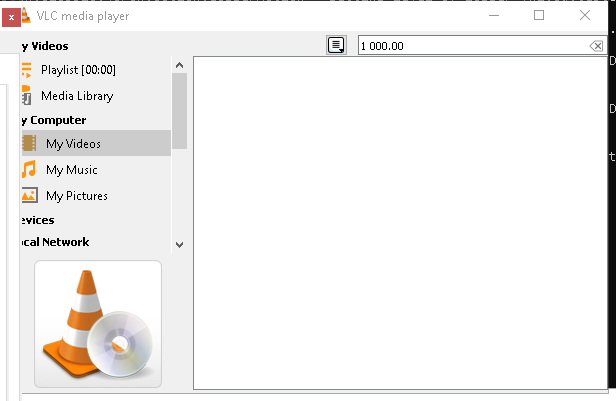 x
VLC media player
y Videos
1 000.00
Playlist [00:00]
Media Library
y Computer
My Videos
My Music
My Pictures
evices
ocal Network
D
D
t